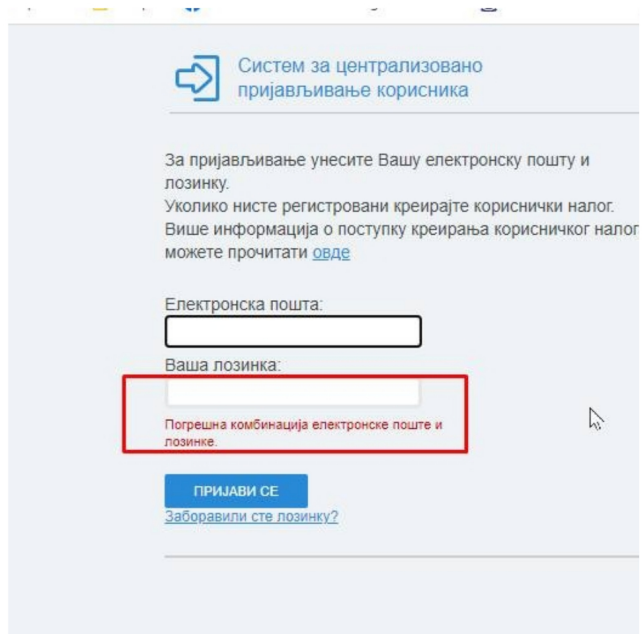 Систем за централизовано
пријављивање корисника
За пријављивање унесите Вашу електронску пошту и
лозинку.
Уколико нисте регистровани креирајте кориснички налог.
Више информација о поступку креирања корисничког налог
можете прочитати овде
Електронска пошта:
Ваша лозинка:
Погрешна комбинација електронске поште и
лозинке.
ПРИЈАВИ СЕ
Заборавили сте лозинку?